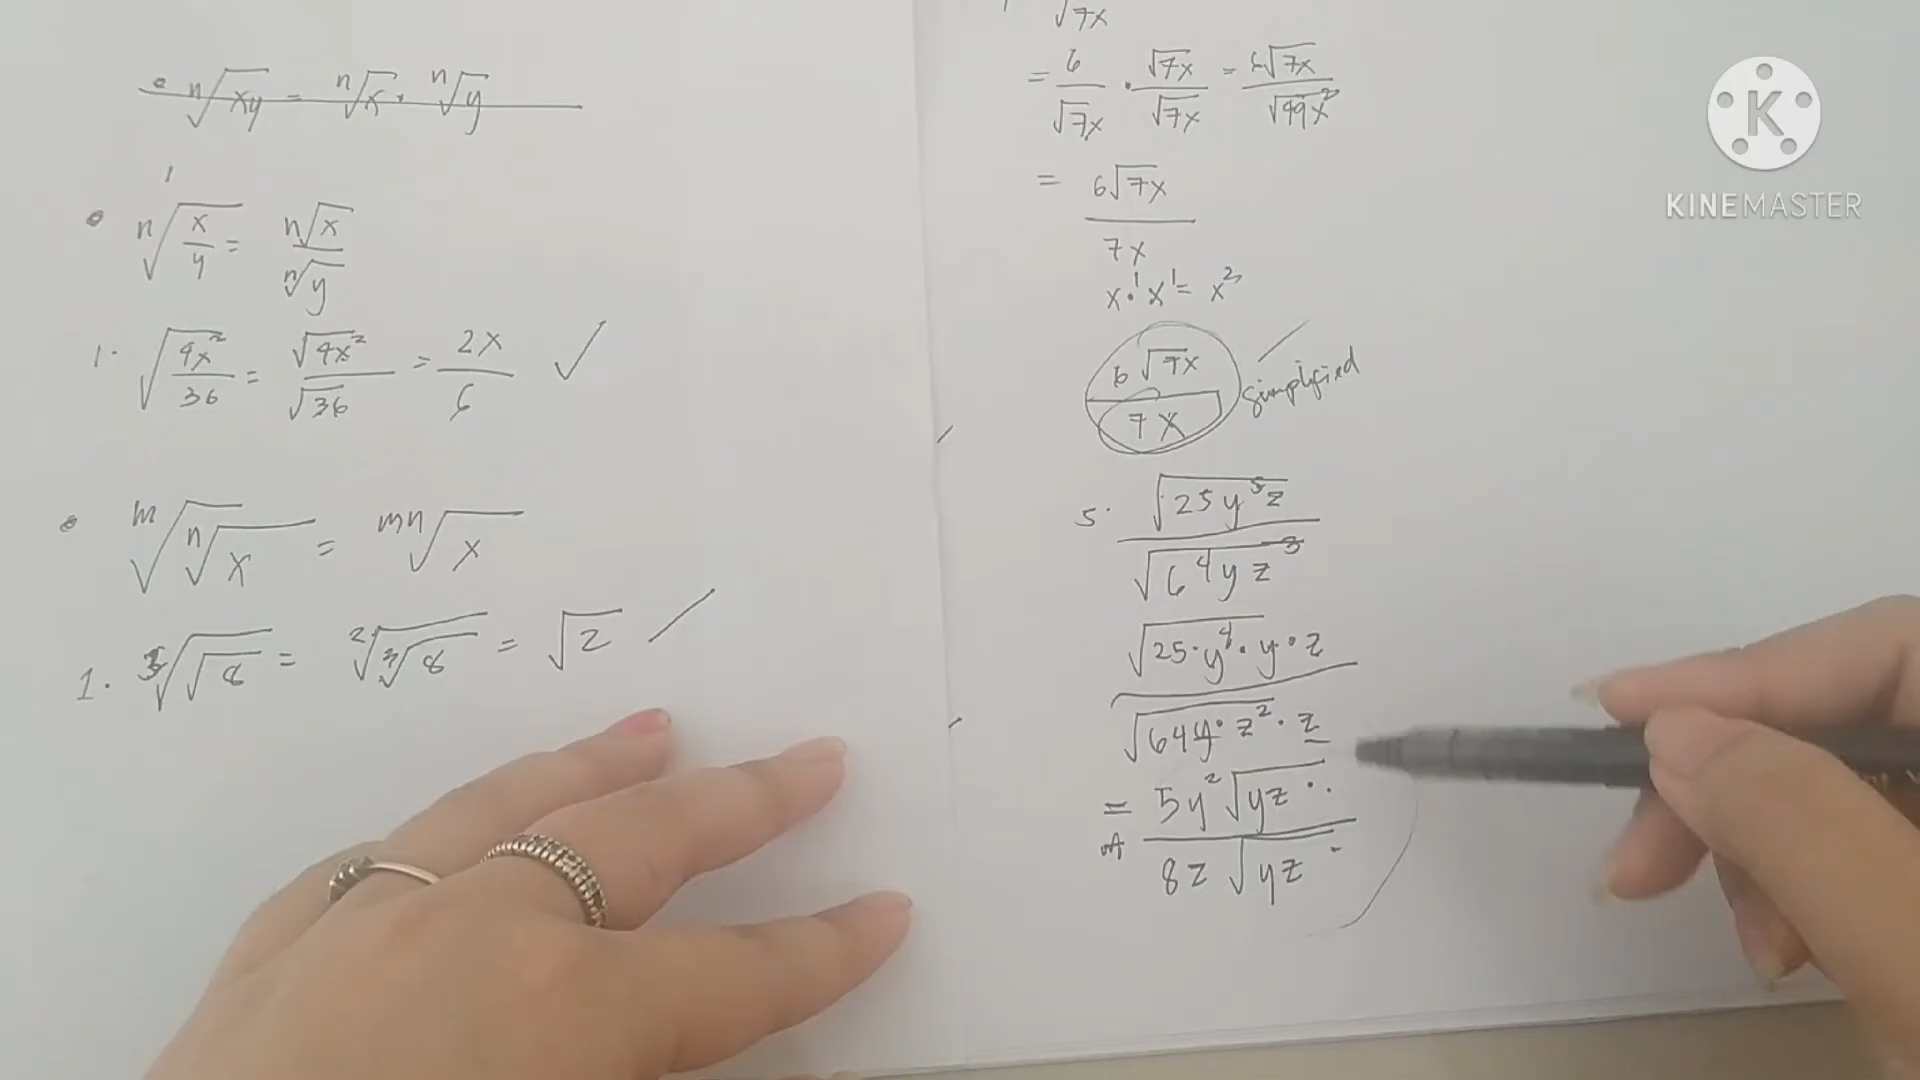 ⁿ√xy = ⁿ√x · ⁿ√y
ⁿ√x/y = ⁿ√x/ⁿ√y
1. √4x²/36 = √4x²/√36 = 2x/6 ✓
ᵐ√ⁿ√x = ᵐⁿ√x
1. ³√√8 = ²√³√8 = √2
√7x
= 6/√7x · √7x/√7x = 6√7x/√49x²
= 6√7x/7x
x¹·x¹ = x²
6√7x/7x simplified
5. √25y⁵z/√64yz³
√25·y⁴·y·z/√64y·z²·z
= 5y²√yz/8z√yz
KINEMASTER